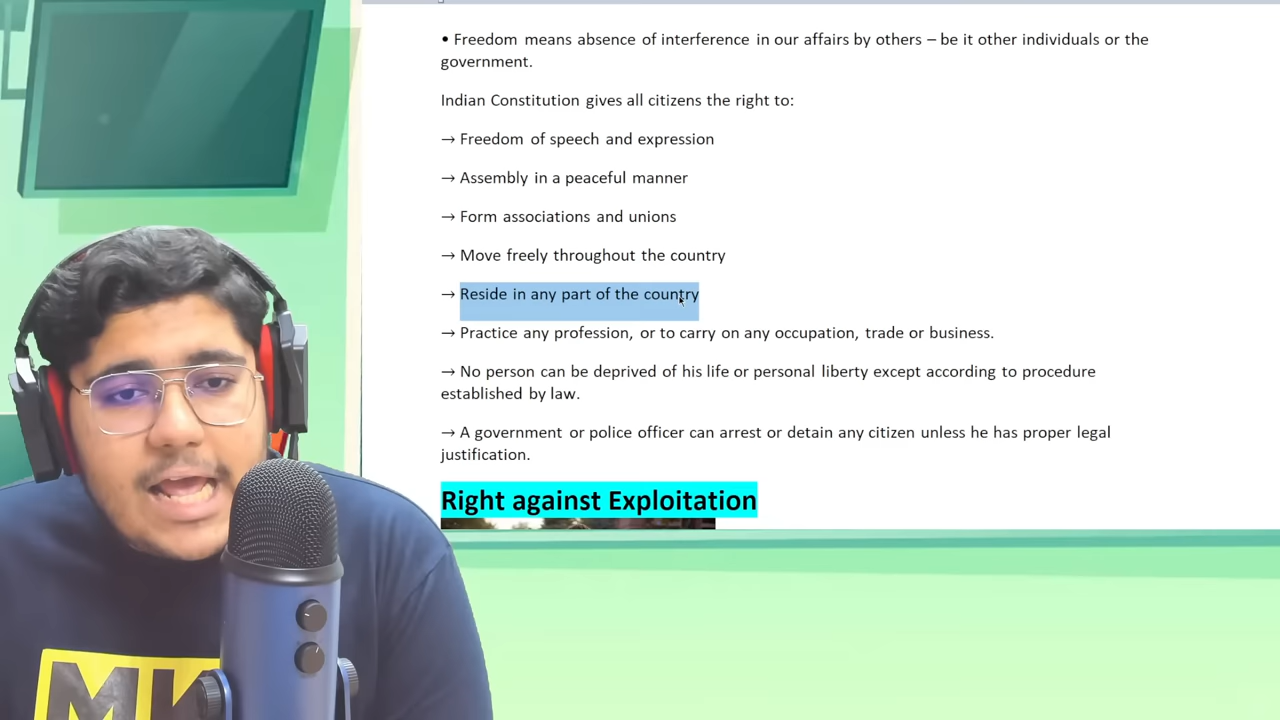 • Freedom means absence of interference in our affairs by others – be it other individuals or the
government.
Indian Constitution gives all citizens the right to:
→ Freedom of speech and expression
→ Assembly in a peaceful manner
→ Form associations and unions
→ Move freely throughout the country
→ Reside in any part of the country
→ Practice any profession, or to carry on any occupation, trade or business.
→ No person can be deprived of his life or personal liberty except according to procedure
established by law.
→ A government or police officer can arrest or detain any citizen unless he has proper legal
justification.
Right against Exploitation